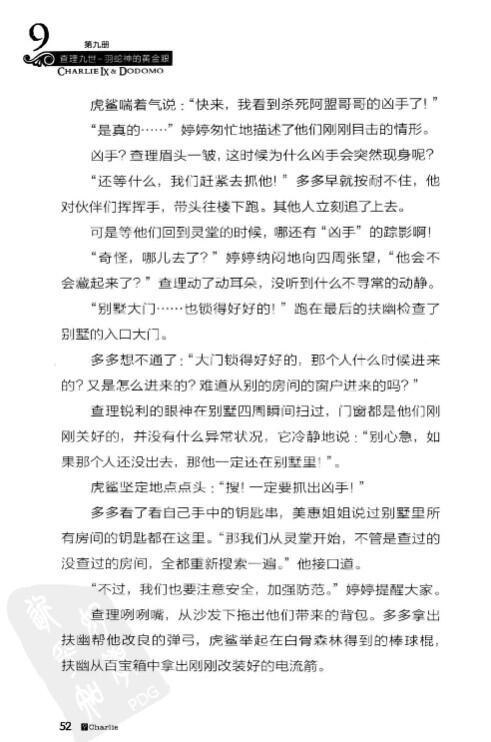 9
第九册
查理九世-羽蛇神的黄金眼
CHARLIE IX & DODOMO
虎鲨喘着气说：“快来，我看到杀死阿盟哥哥的凶手了！”
“是真的……”婷婷匆忙地描述了他们刚刚目击的情形。
凶手？查理眉头一皱，这时候为什么凶手会突然现身呢？
“还等什么，我们赶紧去抓他！”多多早就按耐不住，他
对伙伴们挥挥手，带头往楼下跑。其他人立刻追了上去。
可是等他们回到灵堂的时候，哪还有“凶手”的踪影啊！
“奇怪，哪儿去了？”婷婷纳闷地向四周张望，“他会不
会藏起来了？”查理动了动耳朵，没听到什么不寻常的动静。
“别墅大门……也锁得好好的！”跑在最后的扶幽检查了
别墅的入口大门。
多多想不通了：“大门锁得好好的，那个人什么时候进来
的？又是怎么进来的？难道从别的房间的窗户进来的吗？”
查理锐利的眼神在别墅四周瞬间扫过，门窗都是他们刚
刚关好的，并没有什么异常状况，它冷静地说：“别心急，如
果那个人还没出去，那他一定还在别墅里！”。
虎鲨坚定地点点头：“搜！一定要抓出凶手！”
多多看了看自己手中的钥匙串，美惠姐姐说过别墅里所
有房间的钥匙都在这里。“那我们从灵堂开始，不管是查过的
没查过的房间，全都重新搜索一遍。”他接口道。
“不过，我们也要注意安全，加强防范。”婷婷提醒大家。
查理咧咧嘴，从沙发下拖出他们带来的背包。多多拿出
扶幽帮他改良的弹弓，虎鲨举起在白骨森林得到的棒球棍，
扶幽从百宝箱中拿出刚刚改装好的电流箭。
PDG
52 Charlie